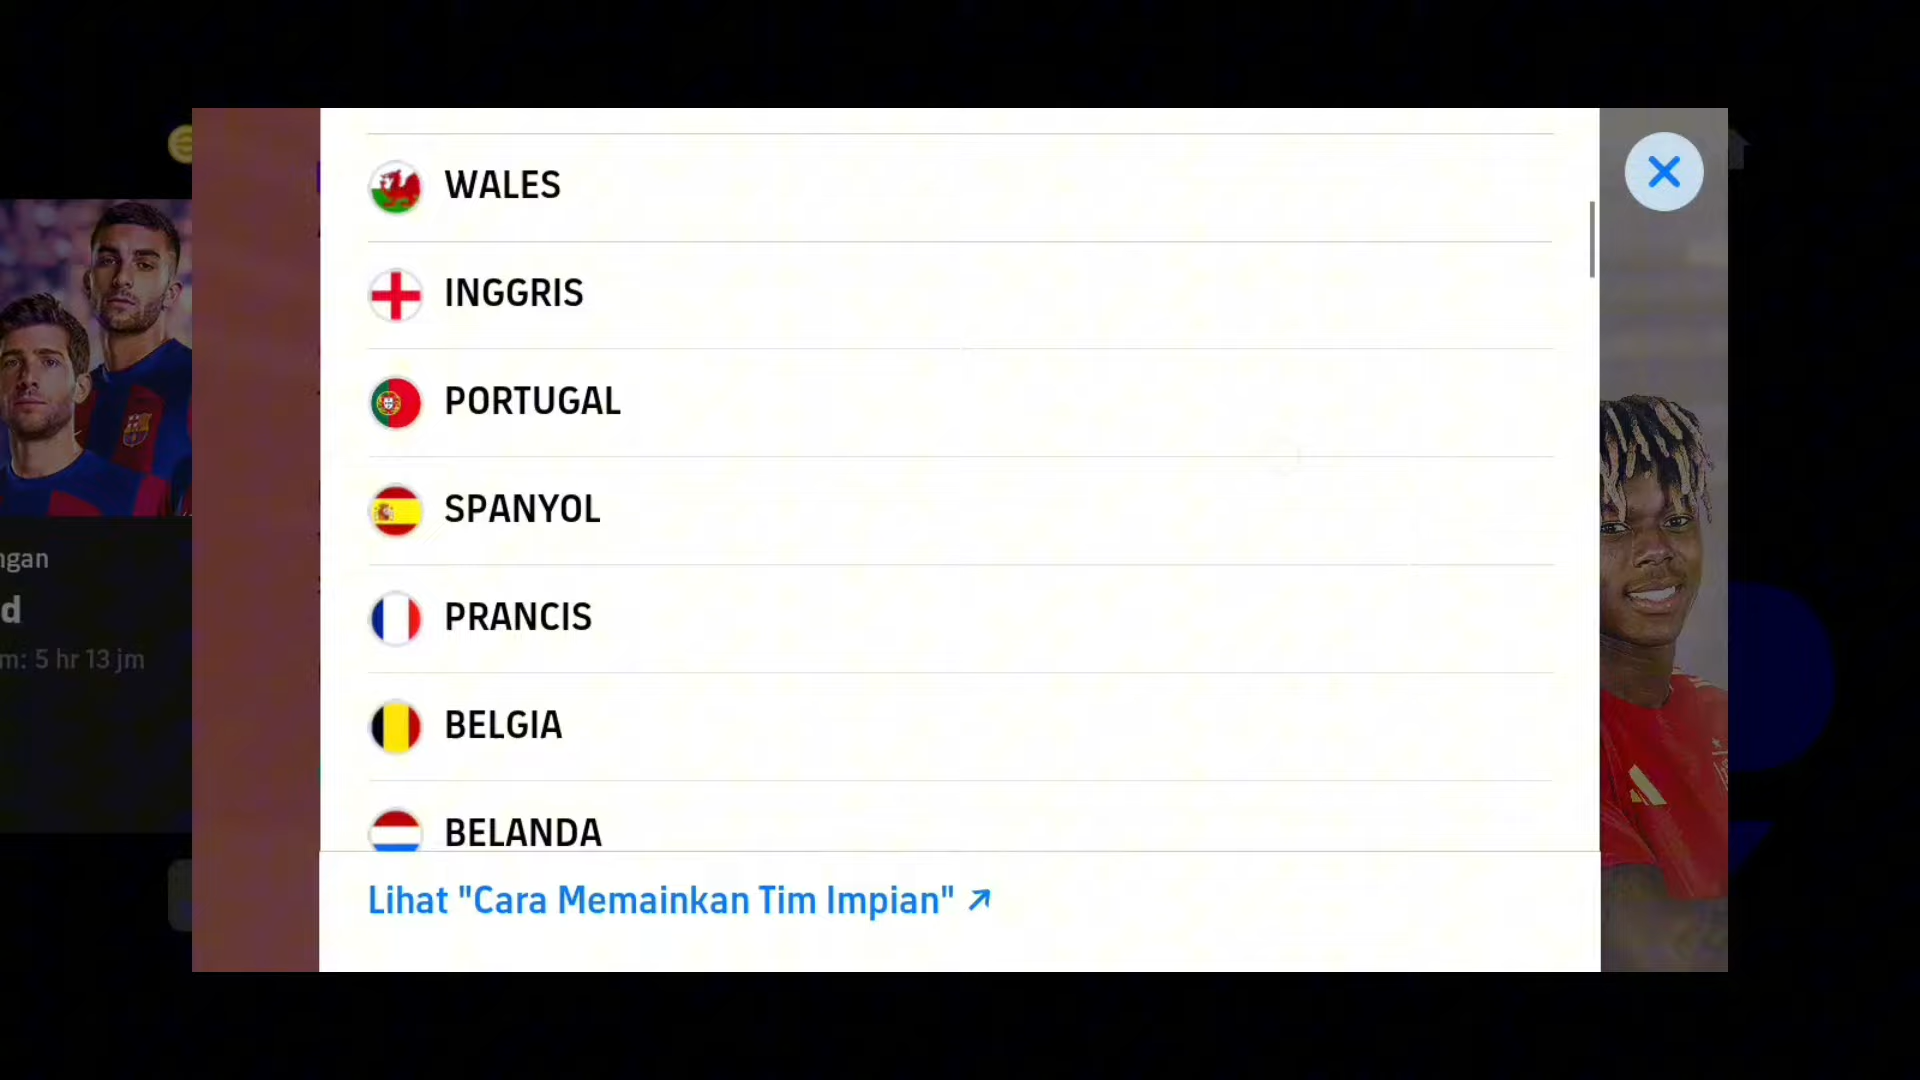 WALES
INGGRIS
PORTUGAL
SPANYOL
PRANCIS
BELGIA
BELANDA
Lihat "Cara Memainkan Tim Impian" ↗
ngan
d
m: 5 hr 13 jm